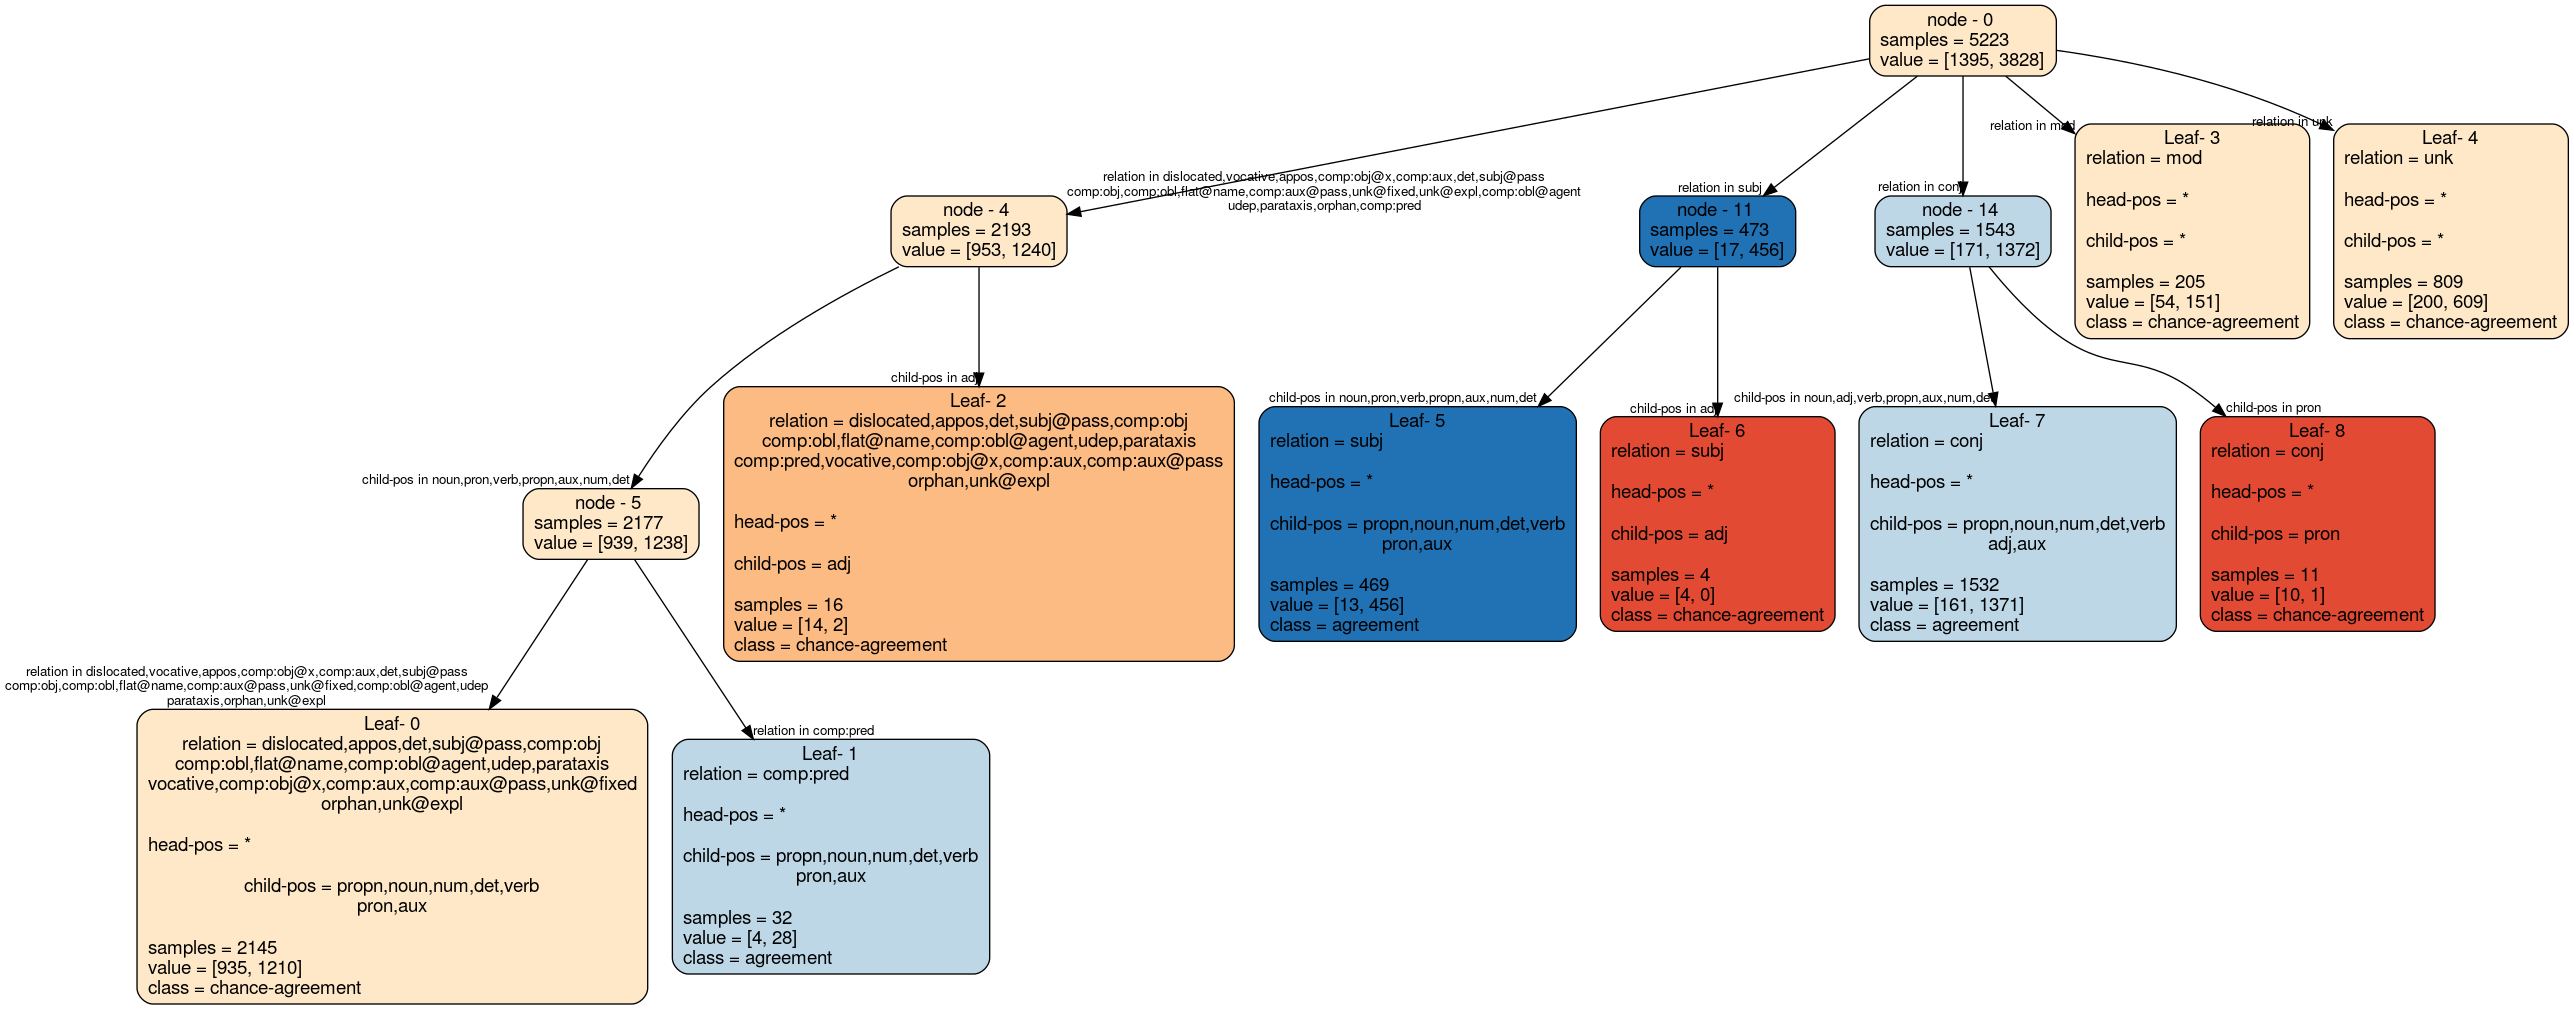 node - 0
samples = 5223
value = [1395, 3828]
relation in dislocated,vocative,appos,comp:obj@x,comp:aux,det,subj@pass
comp:obj,comp:obl,flat@name,comp:aux@pass,unk@fixed,unk@expl,comp:obl@agent
udep,parataxis,orphan,comp:pred
relation in subj
relation in conj
relation in mod
relation in unk
node - 4
samples = 2193
value = [953, 1240]
node - 11
samples = 473
value = [17, 456]
node - 14
samples = 1543
value = [171, 1372]
Leaf- 3
relation = mod
head-pos = *
child-pos = *
samples = 205
value = [54, 151]
class = chance-agreement
Leaf- 4
relation = unk
head-pos = *
child-pos = *
samples = 809
value = [200, 609]
class = chance-agreement
child-pos in noun,pron,verb,propn,aux,num,det
child-pos in adj
child-pos in noun,pron,verb,propn,aux,num,det
child-pos in adj
child-pos in noun,adj,verb,propn,aux,num,det
child-pos in pron
node - 5
samples = 2177
value = [939, 1238]
Leaf- 2
relation = dislocated,appos,det,subj@pass,comp:obj
comp:obl,flat@name,comp:obl@agent,udep,parataxis
comp:pred,vocative,comp:obj@x,comp:aux,comp:aux@pass
orphan,unk@expl
head-pos = *
child-pos = adj
samples = 16
value = [14, 2]
class = chance-agreement
Leaf- 5
relation = subj
head-pos = *
child-pos = propn,noun,num,det,verb
pron,aux
samples = 469
value = [13, 456]
class = agreement
Leaf- 6
relation = subj
head-pos = *
child-pos = adj
samples = 4
value = [4, 0]
class = chance-agreement
Leaf- 7
relation = conj
head-pos = *
child-pos = propn,noun,num,det,verb
adj,aux
samples = 1532
value = [161, 1371]
class = agreement
Leaf- 8
relation = conj
head-pos = *
child-pos = pron
samples = 11
value = [10, 1]
class = chance-agreement
relation in dislocated,vocative,appos,comp:obj@x,comp:aux,det,subj@pass
comp:obj,comp:obl,flat@name,comp:aux@pass,unk@fixed,comp:obl@agent,udep
parataxis,orphan,unk@expl
relation in comp:pred
Leaf- 0
relation = dislocated,appos,det,subj@pass,comp:obj
comp:obl,flat@name,comp:obl@agent,udep,parataxis
vocative,comp:obj@x,comp:aux,comp:aux@pass,unk@fixed
orphan,unk@expl
head-pos = *
child-pos = propn,noun,num,det,verb
pron,aux
samples = 2145
value = [935, 1210]
class = chance-agreement
Leaf- 1
relation = comp:pred
head-pos = *
child-pos = propn,noun,num,det,verb
pron,aux
samples = 32
value = [4, 28]
class = agreement